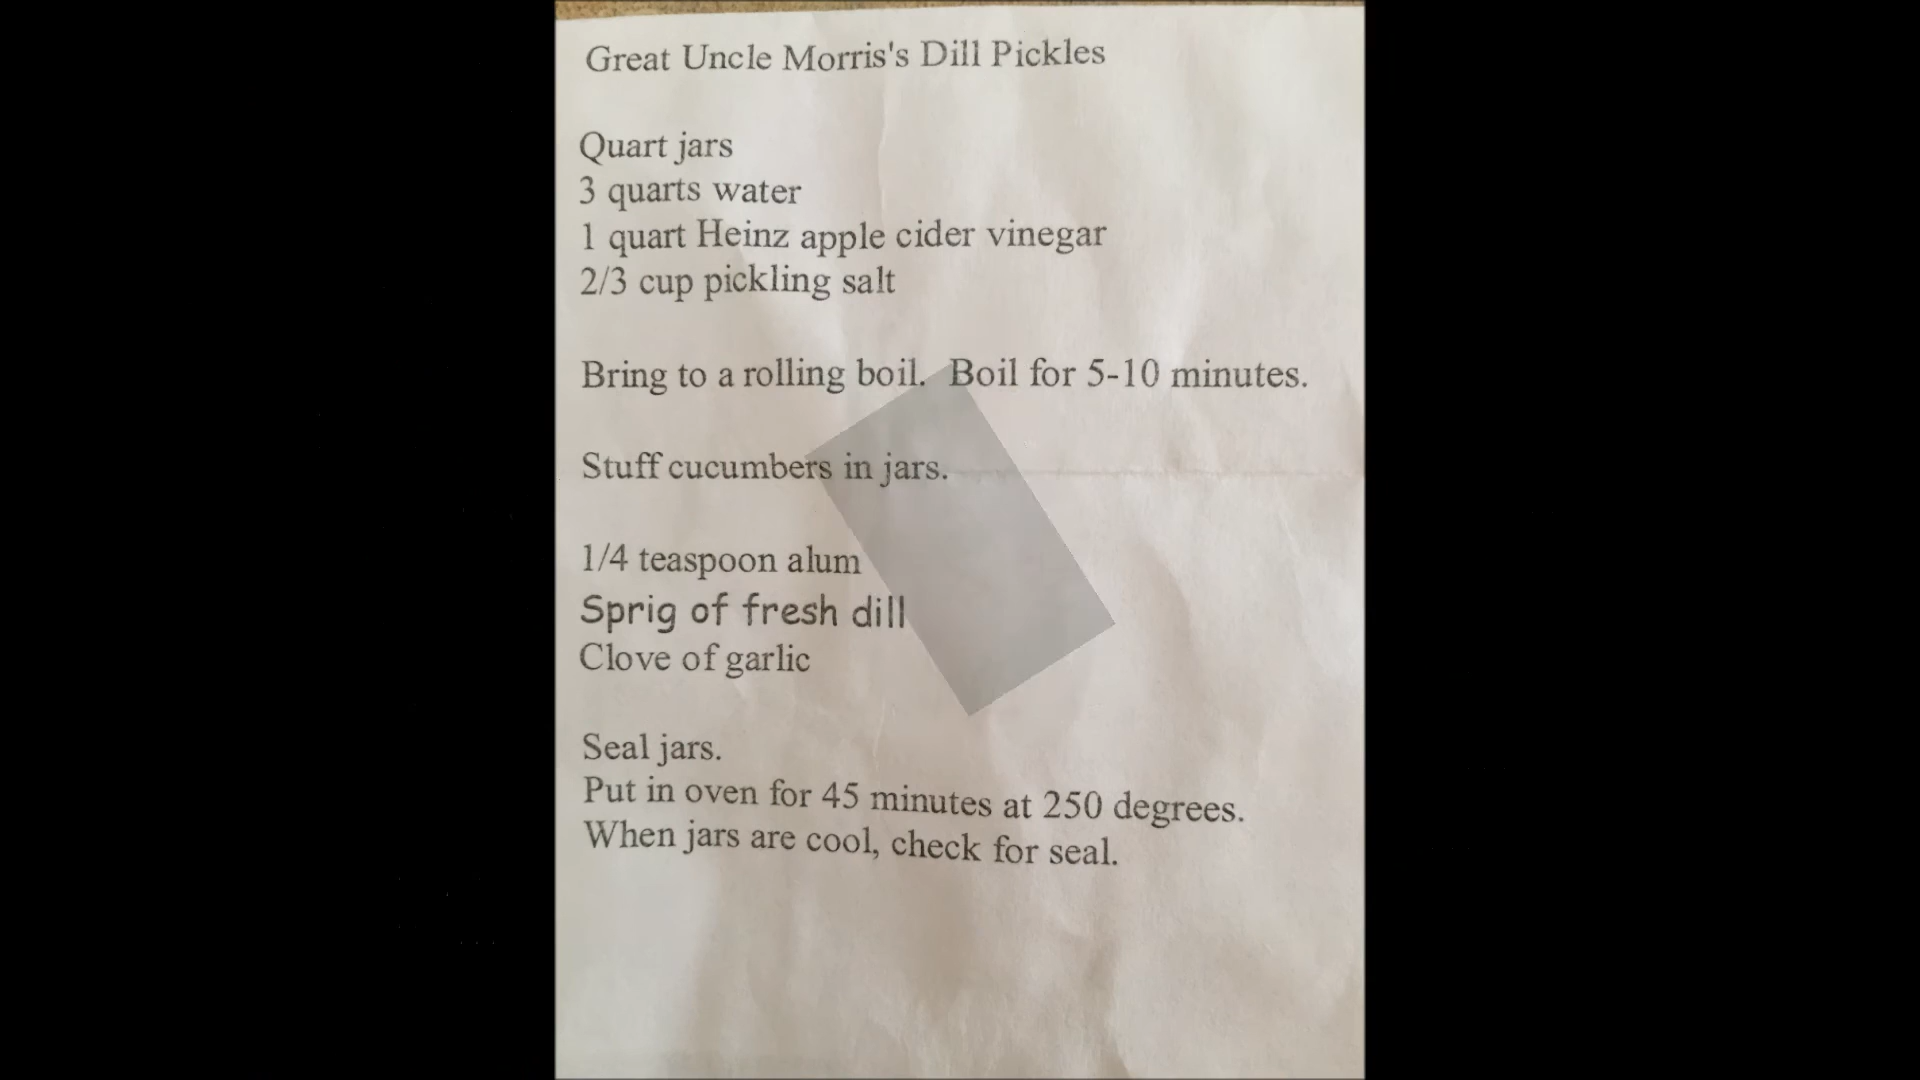 Great Uncle Morris's Dill Pickles
Quart jars
3 quarts water
1 quart Heinz apple cider vinegar
2/3 cup pickling salt
Bring to a rolling boil.  Boil for 5-10 minutes.
Stuff cucumbers in jars.
1/4 teaspoon alum
Sprig of fresh dill
Clove of garlic
Seal jars.
Put in oven for 45 minutes at 250 degrees.
When jars are cool, check for seal.